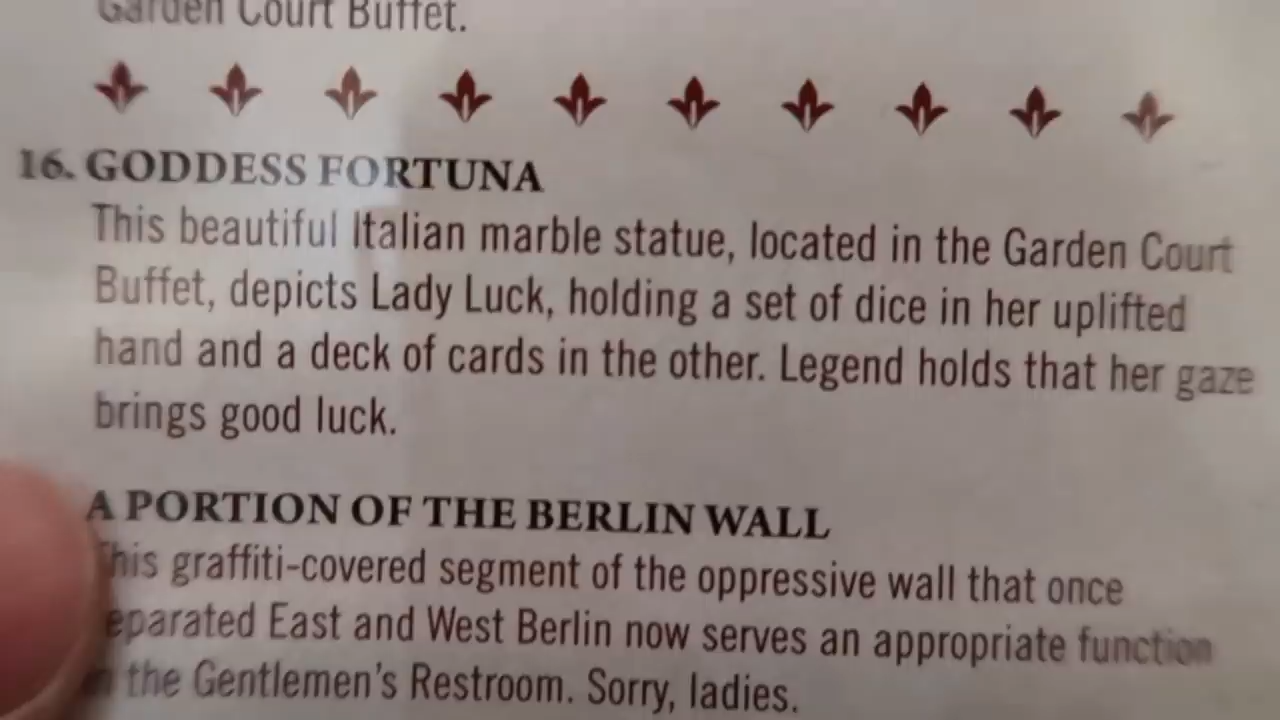 Garden Court Buffet.
16. GODDESS FORTUNA
This beautiful Italian marble statue, located in the Garden Court
Buffet, depicts Lady Luck, holding a set of dice in her uplifted
hand and a deck of cards in the other. Legend holds that her gaze
brings good luck.
A PORTION OF THE BERLIN WALL
This graffiti-covered segment of the oppressive wall that once
eparated East and West Berlin now serves an appropriate function
the Gentlemen's Restroom. Sorry, ladies.